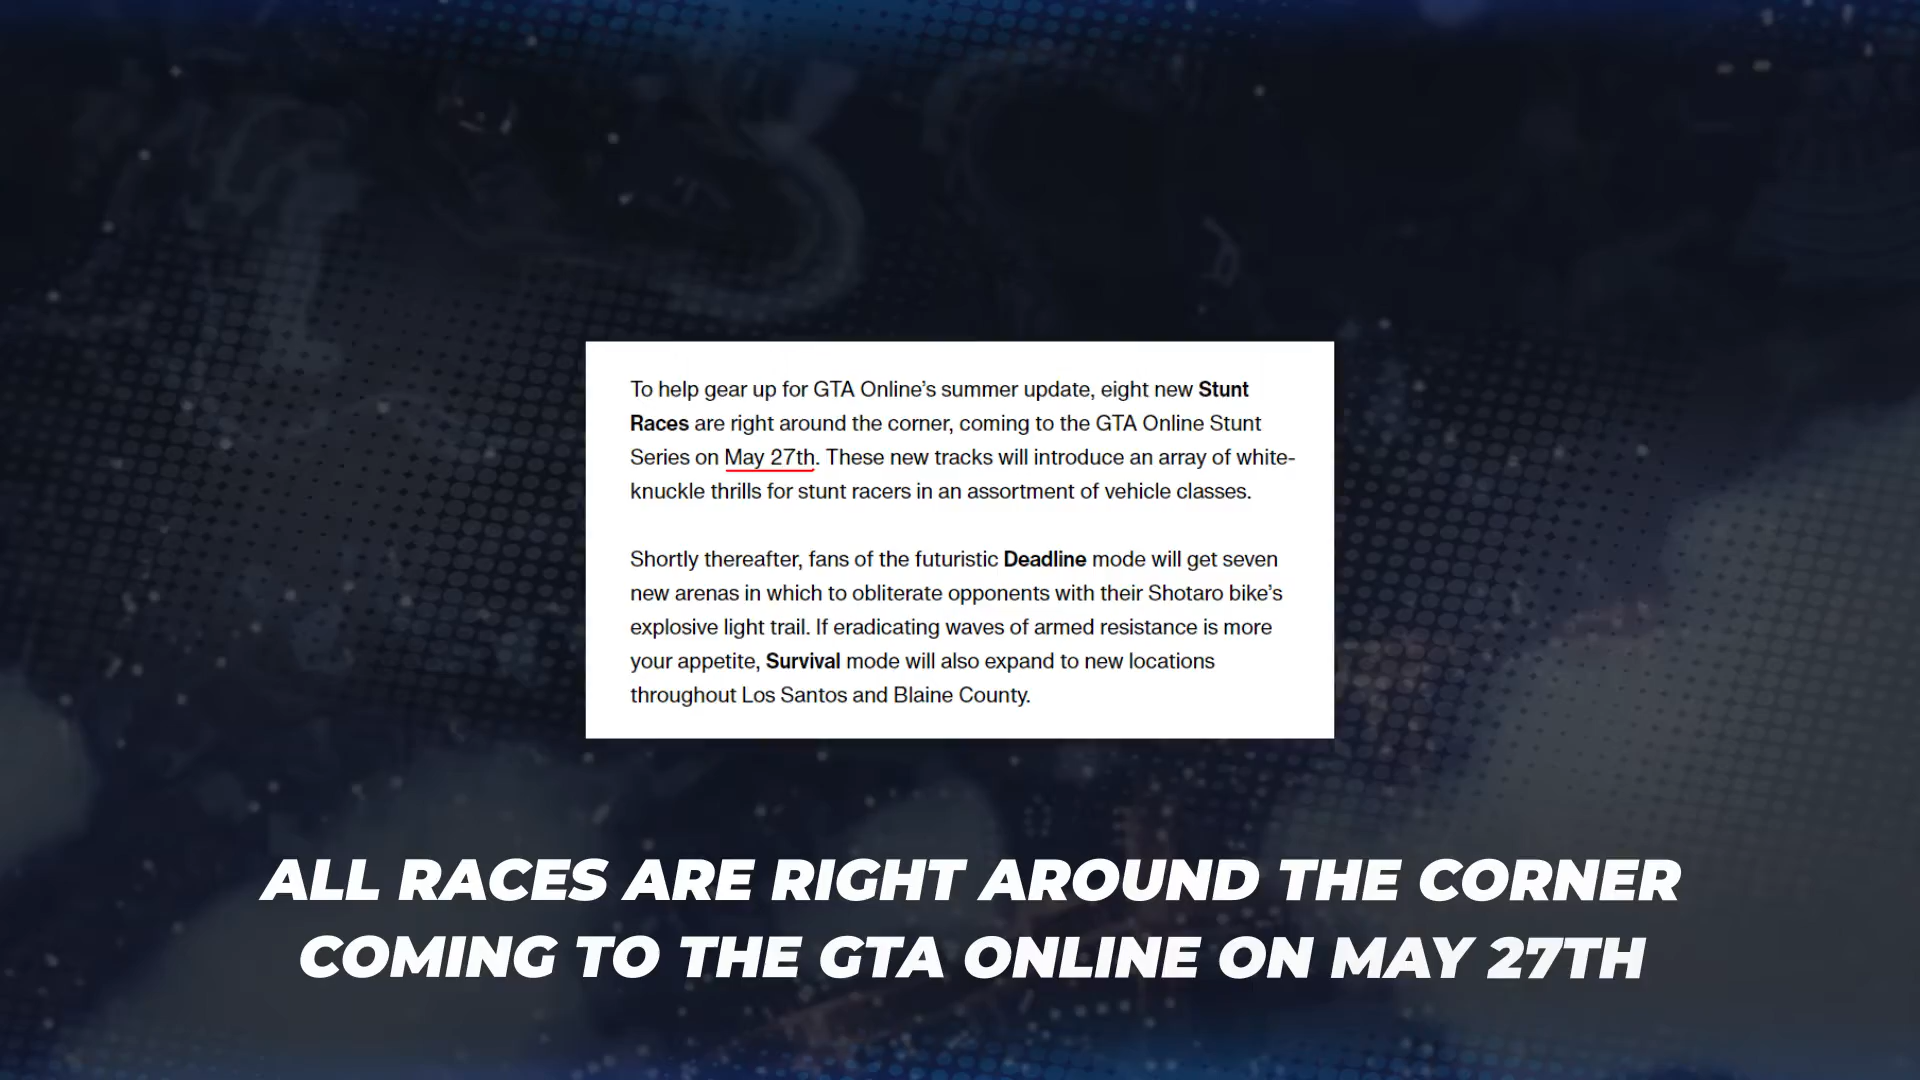 To help gear up for GTA Online’s summer update, eight new Stunt
Races are right around the corner, coming to the GTA Online Stunt
Series on May 27th. These new tracks will introduce an array of white-
knuckle thrills for stunt racers in an assortment of vehicle classes.
Shortly thereafter, fans of the futuristic Deadline mode will get seven
new arenas in which to obliterate opponents with their Shotaro bike’s
explosive light trail. If eradicating waves of armed resistance is more
your appetite, Survival mode will also expand to new locations
throughout Los Santos and Blaine County.
ALL RACES ARE RIGHT AROUND THE CORNER
COMING TO THE GTA ONLINE ON MAY 27TH